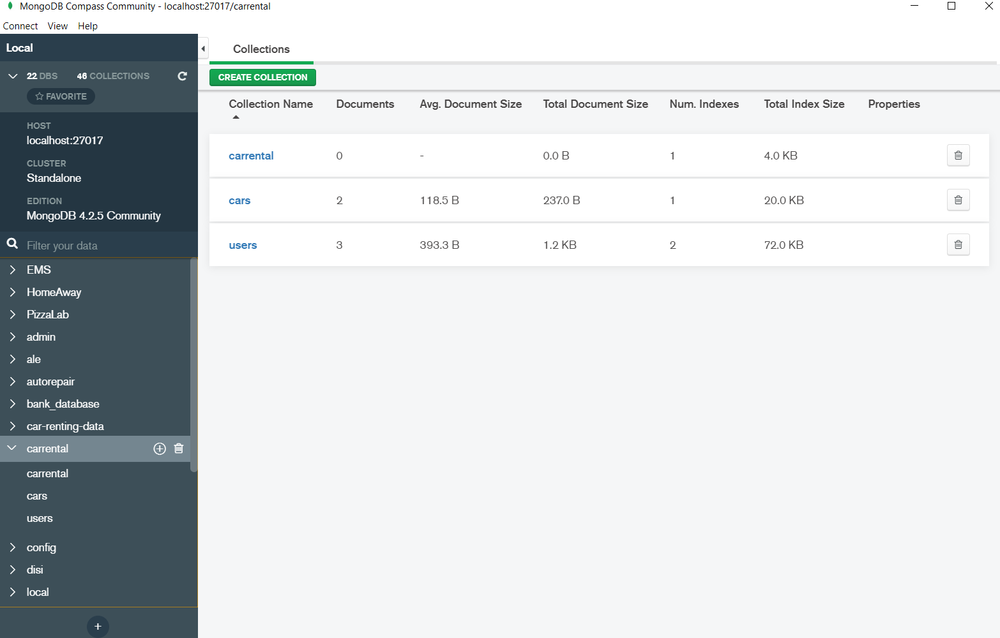 MongoDB Compass Community - localhost:27017/carrental
Connect View Help
Local
22 DBS 46 COLLECTIONS
FAVORITE
HOST
localhost:27017
CLUSTER
Standalone
EDITION
MongoDB 4.2.5 Community
Filter your data
EMS
HomeAway
PizzaLab
admin
ale
autorepair
bank_database
car-renting-data
carrental
carrental
cars
users
config
disi
local
Collections
CREATE COLLECTION
Collection Name Documents Avg. Document Size Total Document Size Num. Indexes Total Index Size Properties
carrental 0 - 0.0 B 1 4.0 KB
cars 2 118.5 B 237.0 B 1 20.0 KB
users 3 393.3 B 1.2 KB 2 72.0 KB